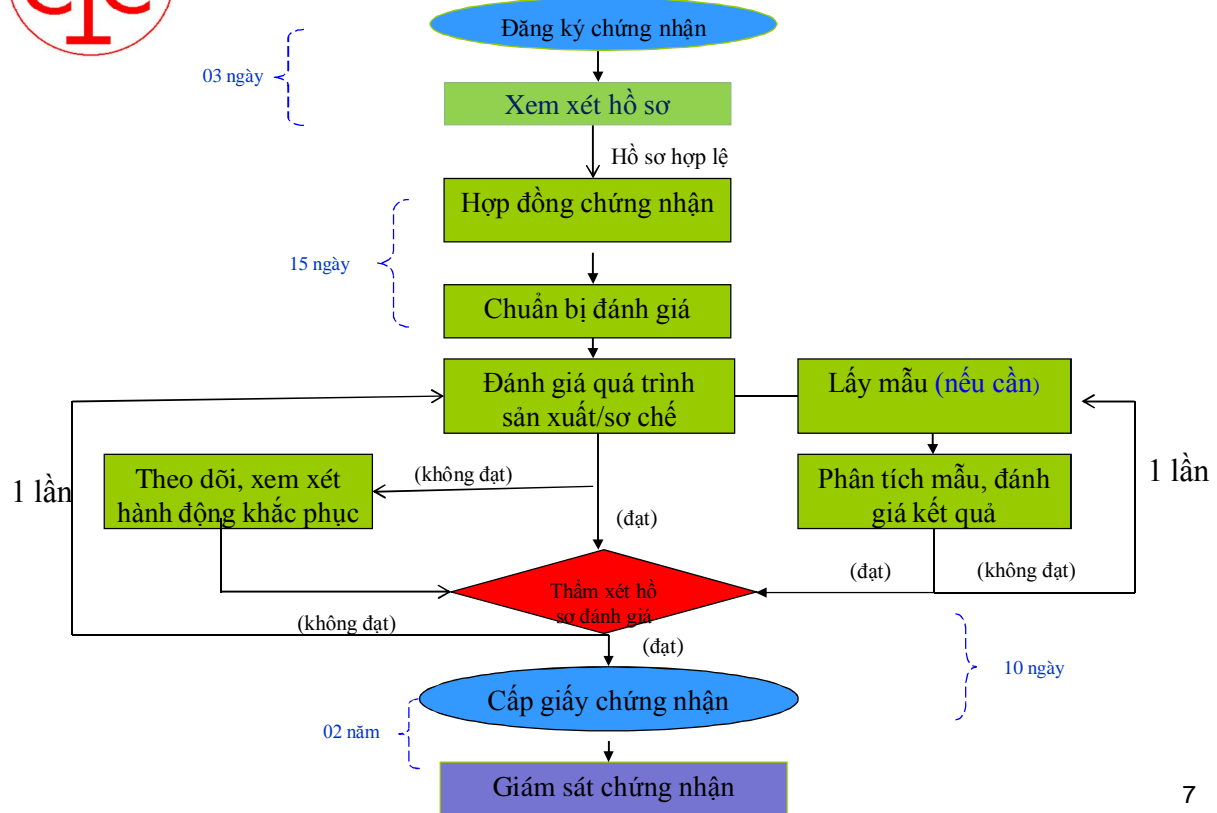 CIC
Đăng ký chứng nhận
03 ngày
Xem xét hồ sơ
Hồ sơ hợp lệ
Hợp đồng chứng nhận
15 ngày
Chuẩn bị đánh giá
Đánh giá quá trình
sản xuất/sơ chế
Lấy mẫu (nếu cần)
1 lần
Theo dõi, xem xét
hành động khắc phục
(không đạt)
(đạt)
Phân tích mẫu, đánh
giá kết quả
1 lần
Thẩm xét hồ
sơ đánh giá
(đạt)
(không đạt)
(không đạt)
(đạt)
10 ngày
Cấp giấy chứng nhận
02 năm
Giám sát chứng nhận
7